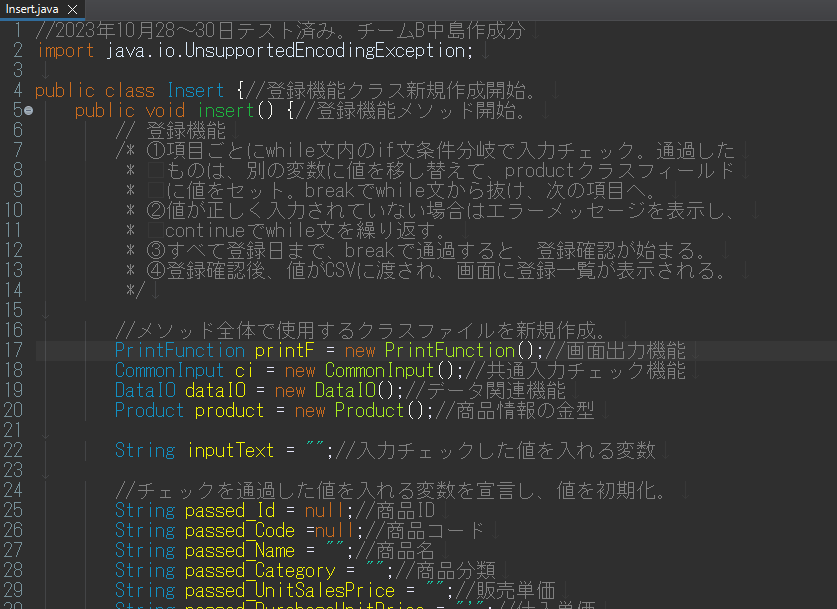 Insert.java
1 //2023年10月28～30日テスト済み。チームB中島作成分
2 import java.io.UnsupportedEncodingException;
3
4 public class Insert {//登録機能クラス新規作成開始。
5 public void insert() {//登録機能メソッド開始。
6 // 登録機能
7 /* ①項目ごとにwhile文内のif文条件分岐で入力チェック。通過した
8 * ものは、別の変数に値を移し替えて、productクラスフィールド
9 * に値をセット。breakでwhile文から抜け、次の項目へ。
10 * ②値が正しく入力されていない場合はエラーメッセージを表示し、
11 * continueでwhile文を繰り返す。
12 * ③すべて登録日まで、breakで通過すると、登録確認が始まる。
13 * ④登録確認後、値がCSVに渡され、画面に登録一覧が表示される。
14 */
15
16 //メソッド全体で使用するクラスファイルを新規作成。
17 PrintFunction printF = new PrintFunction();//画面出力機能
18 CommonInput ci = new CommonInput();//共通入力チェック機能
19 DataIO dataIO = new DataIO();//データ関連機能
20 Product product = new Product();//商品情報の金型
21
22 String inputText = "";//入力チェックした値を入れる変数
23
24 //チェックを通過した値を入れる変数を宣言し、値を初期化。
25 String passed_Id = null;//商品ID
26 String passed_Code =null;//商品コード
27 String passed_Name = "";//商品名
28 String passed_Category = "";//商品分類
29 String passed_UnitSalesPrice = "";//販売単価
30 String passed_PurchaseUnitPrice = "";//仕入単価